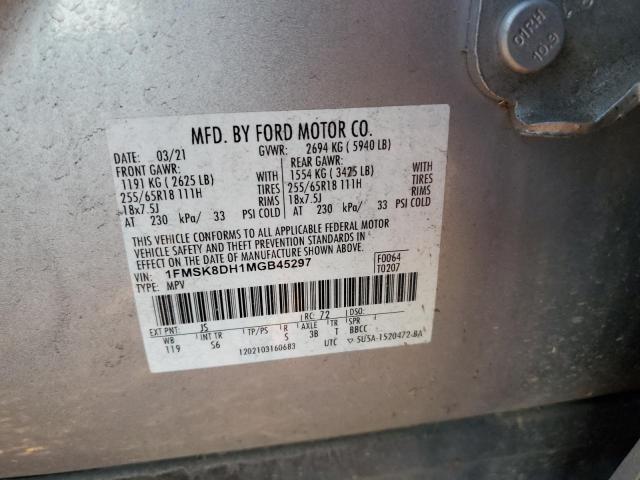 01RH
10.9
MFD. BY FORD MOTOR CO.
DATE: 03/21 GVWR: 2694 KG ( 5940 LB)
FRONT GAWR: REAR GAWR:
1191 KG ( 2625 LB) WITH 1554 KG ( 3425 LB) WITH
255/65R18 111H TIRES 255/65R18 111H TIRES
18x7.5J RIMS 18x7.5J RIMS
AT 230 kPa/ 33 PSI COLD AT 230 kPa/ 33 PSI COLD
THIS VEHICLE CONFORMS TO ALL APPLICABLE FEDERAL MOTOR
VEHICLE SAFETY AND THEFT PREVENTION STANDARDS IN
EFFECT ON THE DATE OF MANUFACTURE SHOWN ABOVE.
VIN: 1FMSK8DH1MGB45297 F0064
TYPE: MPV T0207
EXT PNT: JS RC: 72 DSO:
WB INT TR TP/PS R AXLE TR SPR
119 S6 S 3B T BBCC
1202103160683 UTC SU5A-1520472-BA